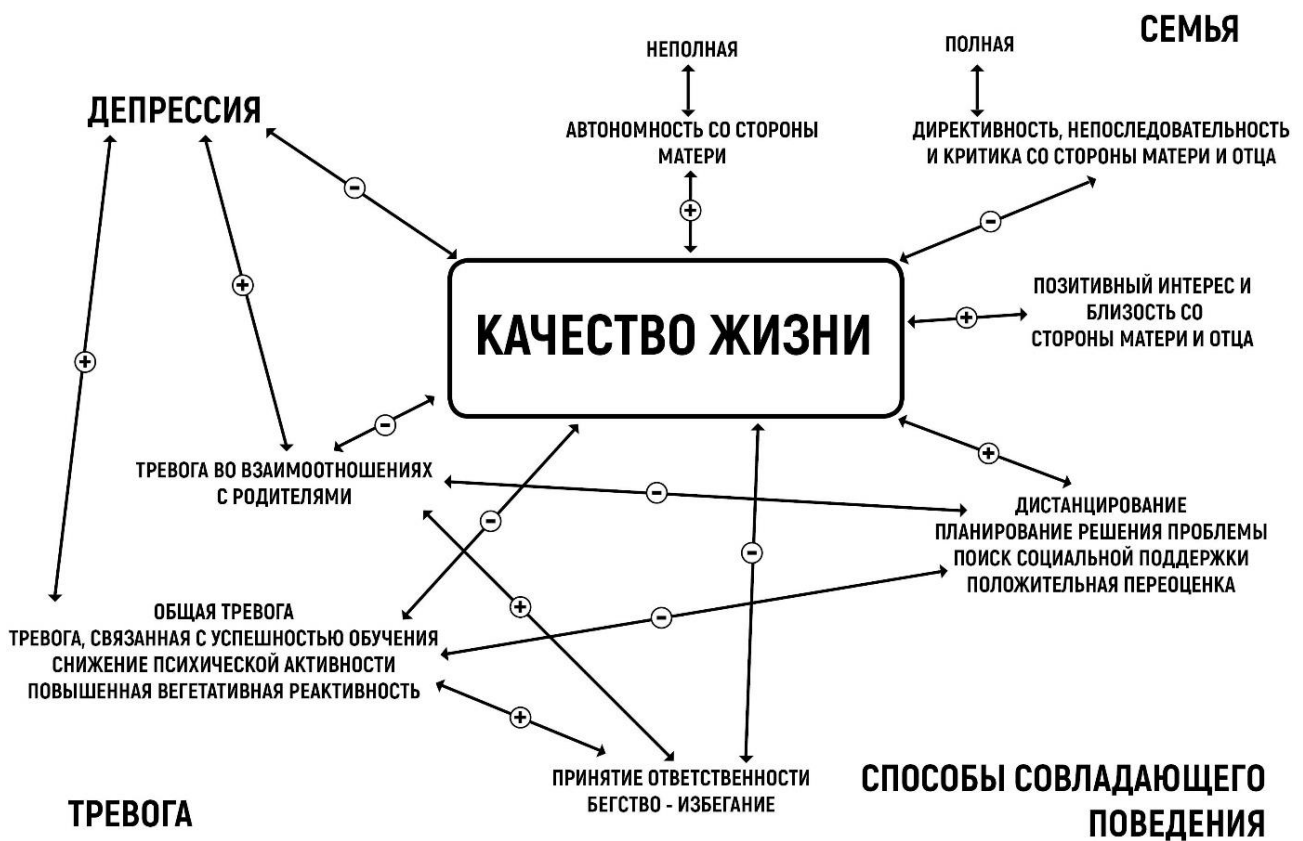 СЕМЬЯ
НЕПОЛНАЯ
ПОЛНАЯ
ДЕПРЕССИЯ
АВТОНОМНОСТЬ СО СТОРОНЫ
МАТЕРИ
ДИРЕКТИВНОСТЬ, НЕПОСЛЕДОВАТЕЛЬНОСТЬ
И КРИТИКА СО СТОРОНЫ МАТЕРИ И ОТЦА
-
+
-
+
КАЧЕСТВО ЖИЗНИ
ПОЗИТИВНЫЙ ИНТЕРЕС И
БЛИЗОСТЬ СО
СТОРОНЫ МАТЕРИ И ОТЦА
+
+
-
+
ТРЕВОГА ВО ВЗАИМООТНОШЕНИЯХ
С РОДИТЕЛЯМИ
-
-
-
ДИСТАНЦИРОВАНИЕ
ПЛАНИРОВАНИЕ РЕШЕНИЯ ПРОБЛЕМЫ
ПОИСК СОЦИАЛЬНОЙ ПОДДЕРЖКИ
ПОЛОЖИТЕЛЬНАЯ ПЕРЕОЦЕНКА
+
-
ОБЩАЯ ТРЕВОГА
ТРЕВОГА, СВЯЗАННАЯ С УСПЕШНОСТЬЮ ОБУЧЕНИЯ
СНИЖЕНИЕ ПСИХИЧЕСКОЙ АКТИВНОСТИ
ПОВЫШЕННАЯ ВЕГЕТАТИВНАЯ РЕАКТИВНОСТЬ
+
ПРИНЯТИЕ ОТВЕТСТВЕННОСТИ
БЕГСТВО - ИЗБЕГАНИЕ
СПОСОБЫ СОВЛАДАЮЩЕГО
ПОВЕДЕНИЯ
ТРЕВОГА